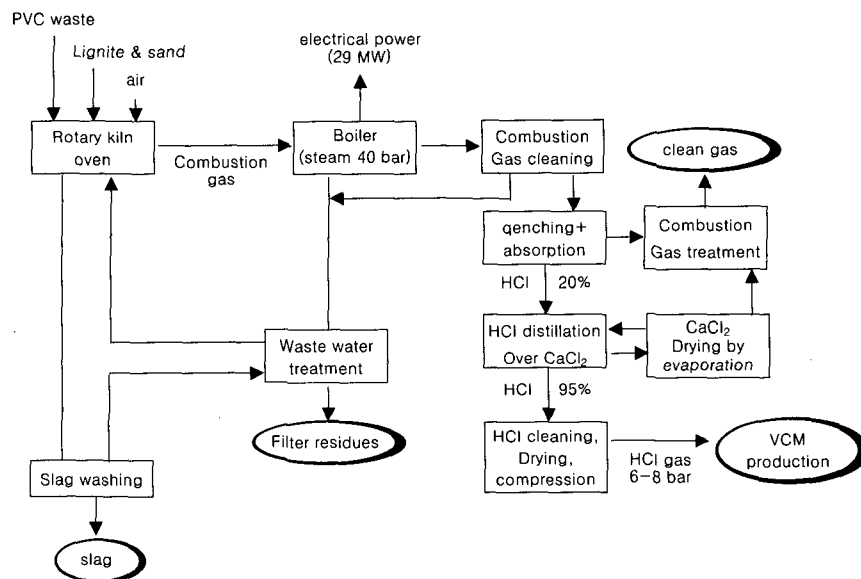 PVC waste
Lignite & sand
air
electrical power
(29 MW)
Rotary kiln
oven
Combustion
gas
Boiler
(steam 40 bar)
Combustion
Gas cleaning
clean gas
qenching+
absorption
Combustion
Gas treatment
HCl 20%
HCl distillation
Over CaCl₂
CaCl₂
Drying by
evaporation
Waste water
treatment
HCl 95%
Filter residues
HCl cleaning,
Drying,
compression
HCl gas
6–8 bar
VCM
production
Slag washing
slag